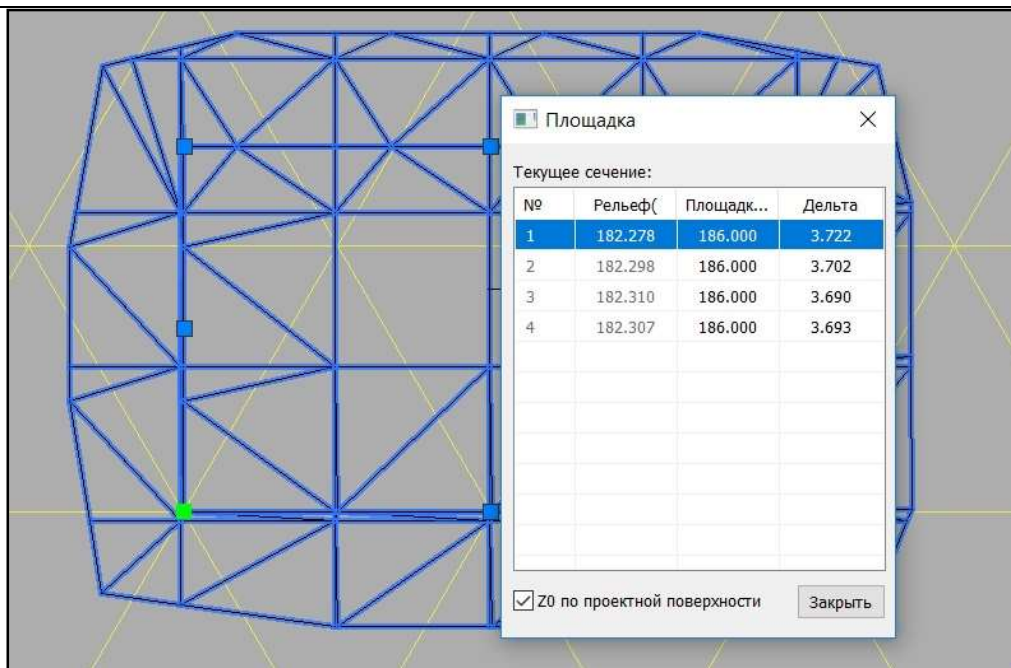 Площадка
Текущее сечение:
№ Рельеф( Площадк... Дельта
1 182.278 186.000 3.722
2 182.298 186.000 3.702
3 182.310 186.000 3.690
4 182.307 186.000 3.693
Z0 по проектной поверхности Закрыть